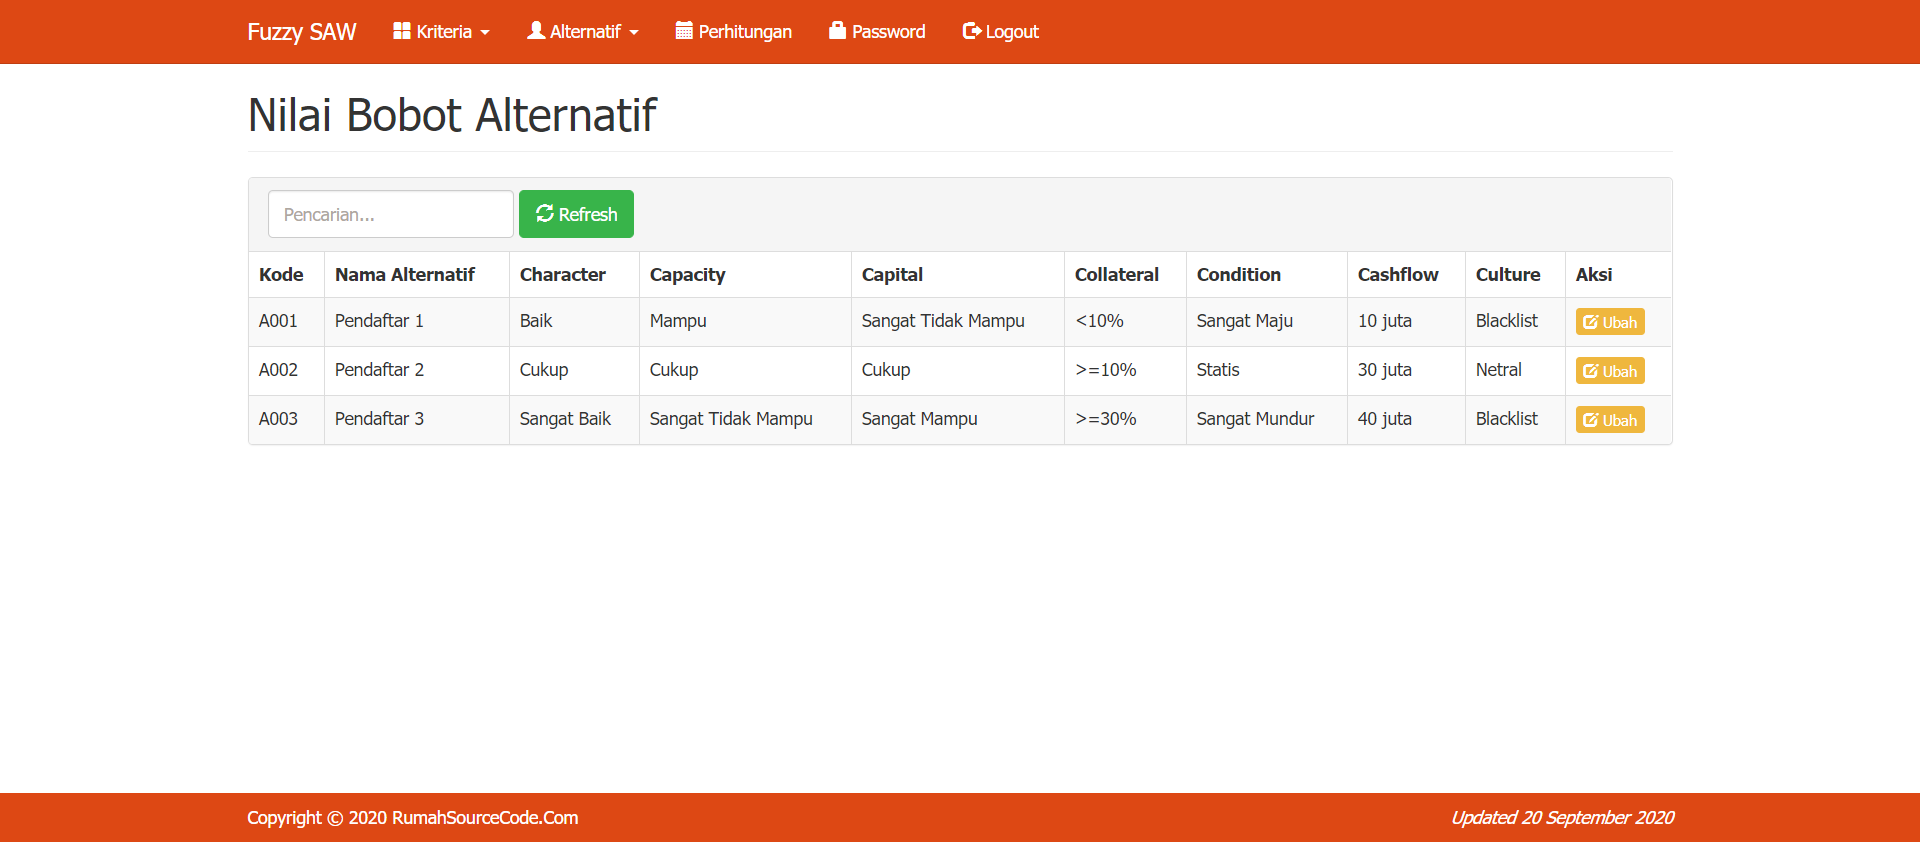 Fuzzy SAW Kriteria Alternatif Perhitungan Password Logout
Nilai Bobot Alternatif
Pencarian... Refresh
Kode Nama Alternatif Character Capacity Capital Collateral Condition Cashflow Culture Aksi
A001 Pendaftar 1 Baik Mampu Sangat Tidak Mampu <10% Sangat Maju 10 juta Blacklist Ubah
A002 Pendaftar 2 Cukup Cukup Cukup >=10% Statis 30 juta Netral Ubah
A003 Pendaftar 3 Sangat Baik Sangat Tidak Mampu Sangat Mampu >=30% Sangat Mundur 40 juta Blacklist Ubah
Copyright © 2020 RumahSourceCode.Com Updated 20 September 2020